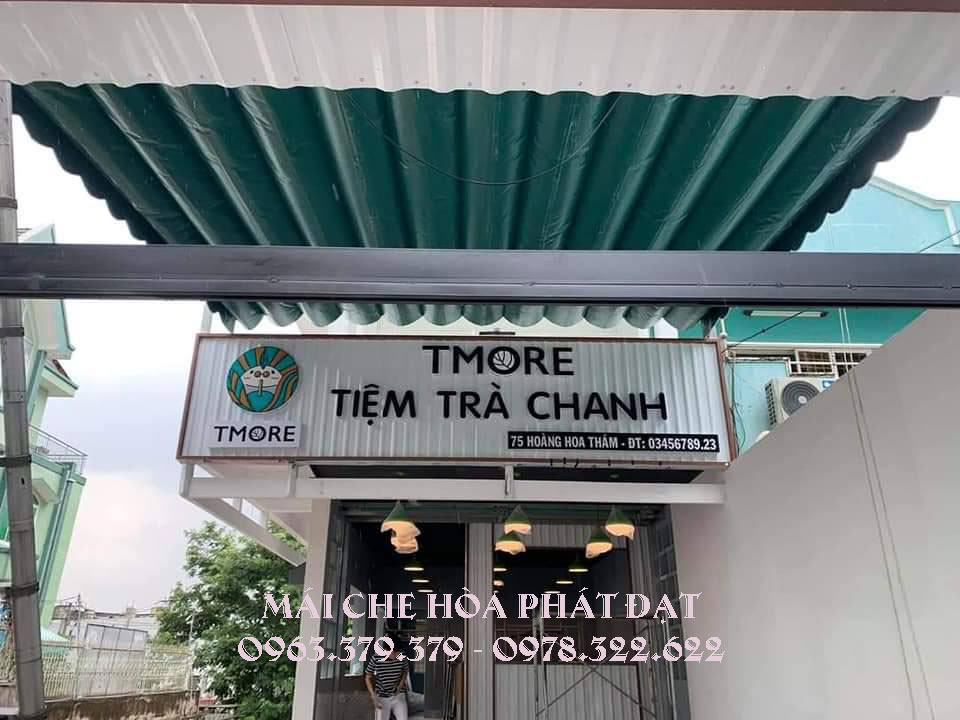 TMORE
TIỆM TRÀ CHANH
TMORE
75 HOÀNG HOA THÁM - ĐT: 03456789.23
MÁI CHE HÒA PHÁT ĐẠT
0963.379.379 - 0978.322.622